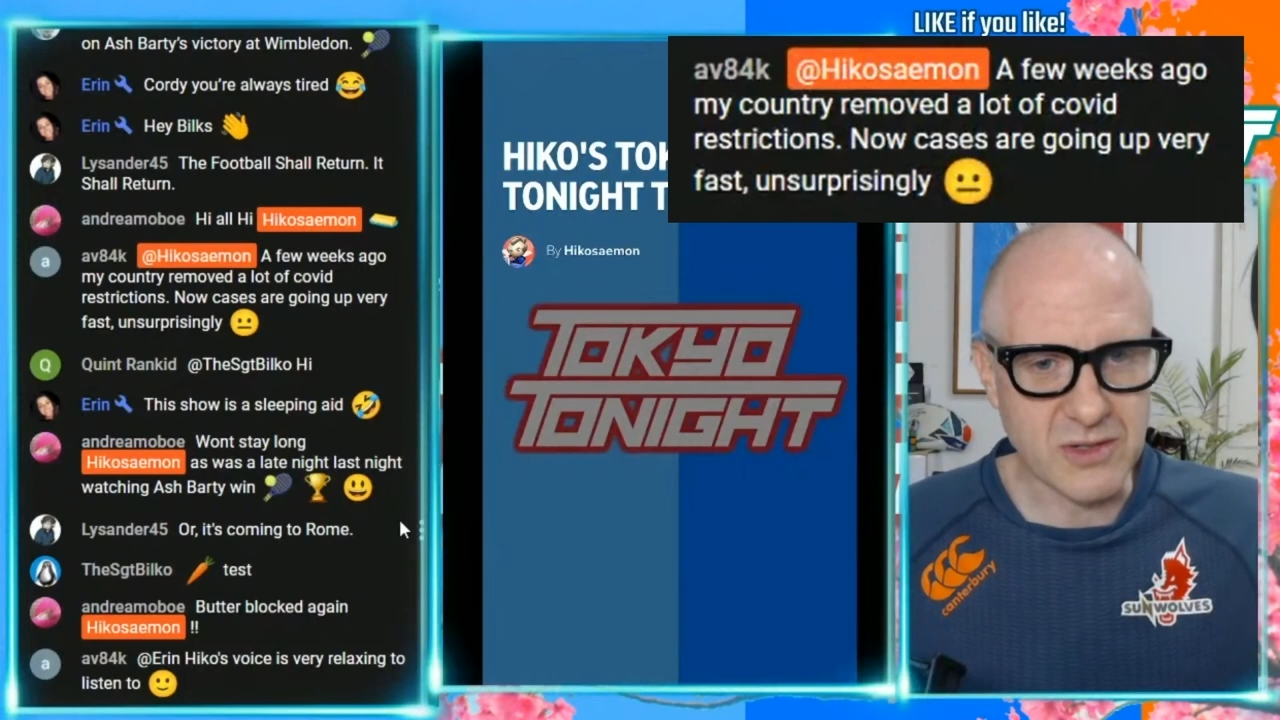 on Ash Barty's victory at Wimbledon. 🎾
Erin 🔧 Cordy you're always tired 😂
Erin 🔧 Hey Bilks 👋
Lysander45 The Football Shall Return. It
Shall Return.
andreamoboe Hi all Hi Hikosaemon 🧈
av84k @Hikosaemon A few weeks ago
my country removed a lot of covid
restrictions. Now cases are going up very
fast, unsurprisingly 😐
Q Quint Rankid @TheSgtBilko Hi
Erin 🔧 This show is a sleeping aid 🤣
andreamoboe Wont stay long
Hikosaemon as was a late night last night
watching Ash Barty win 🎾 🏆 😃
Lysander45 Or, it's coming to Rome.
TheSgtBilko 🥕 test
andreamoboe Butter blocked again
Hikosaemon !!
a av84k @Erin Hiko's voice is very relaxing to
listen to 🙂
HIKO'S TOK
TONIGHT T
By Hikosaemon
TOKYO
TONIGHT
LIKE if you like!
av84k @Hikosaemon A few weeks ago
my country removed a lot of covid
restrictions. Now cases are going up very
fast, unsurprisingly 😐
canterbury
SUNWOLVES